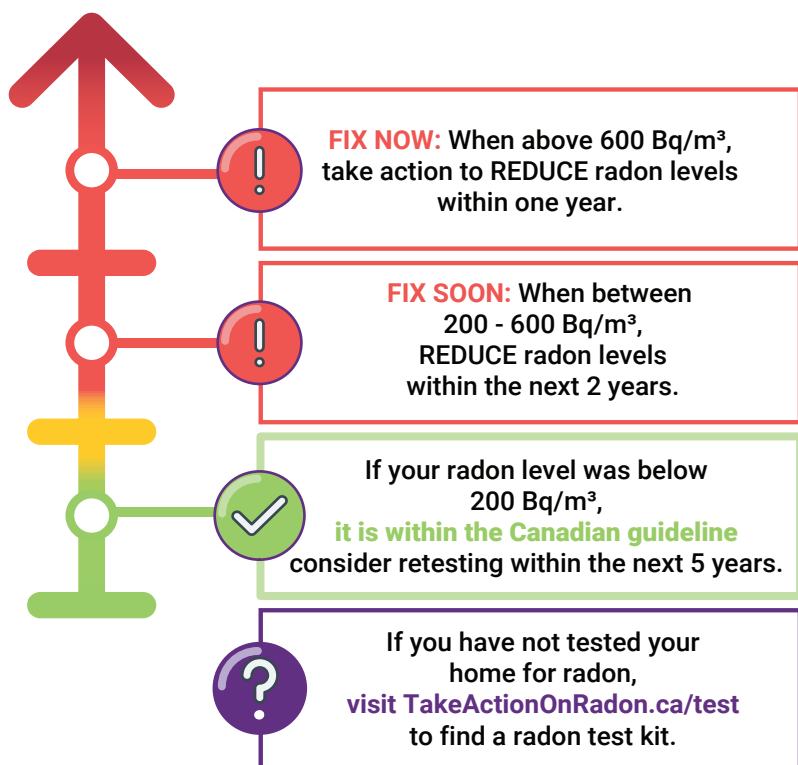 FIX NOW: When above 600 Bq/m³,
take action to REDUCE radon levels
within one year.
FIX SOON: When between
200 - 600 Bq/m³,
REDUCE radon levels
within the next 2 years.
If your radon level was below
200 Bq/m³,
it is within the Canadian guideline
consider retesting within the next 5 years.
If you have not tested your
home for radon,
visit TakeActionOnRadon.ca/test
to find a radon test kit.